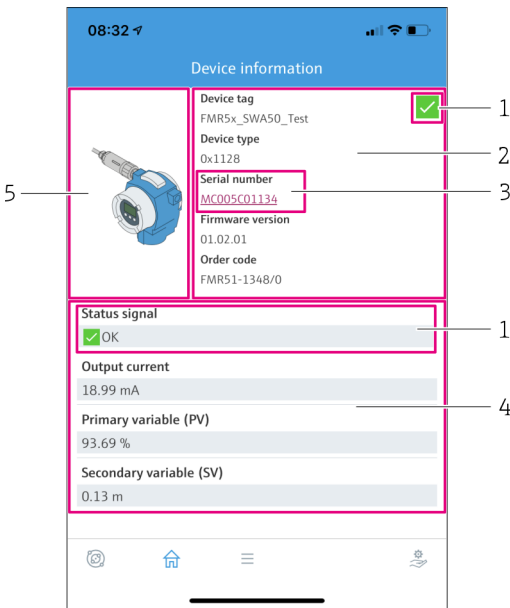 08:32
Device information
Device tag
FMR5x_SWA50_Test
Device type
0x1128
Serial number
MC005C01134
Firmware version
01.02.01
Order code
FMR51-1348/0
1
2
3
5
Status signal
OK
1
Output current
18.99 mA
4
Primary variable (PV)
93.69 %
Secondary variable (SV)
0.13 m